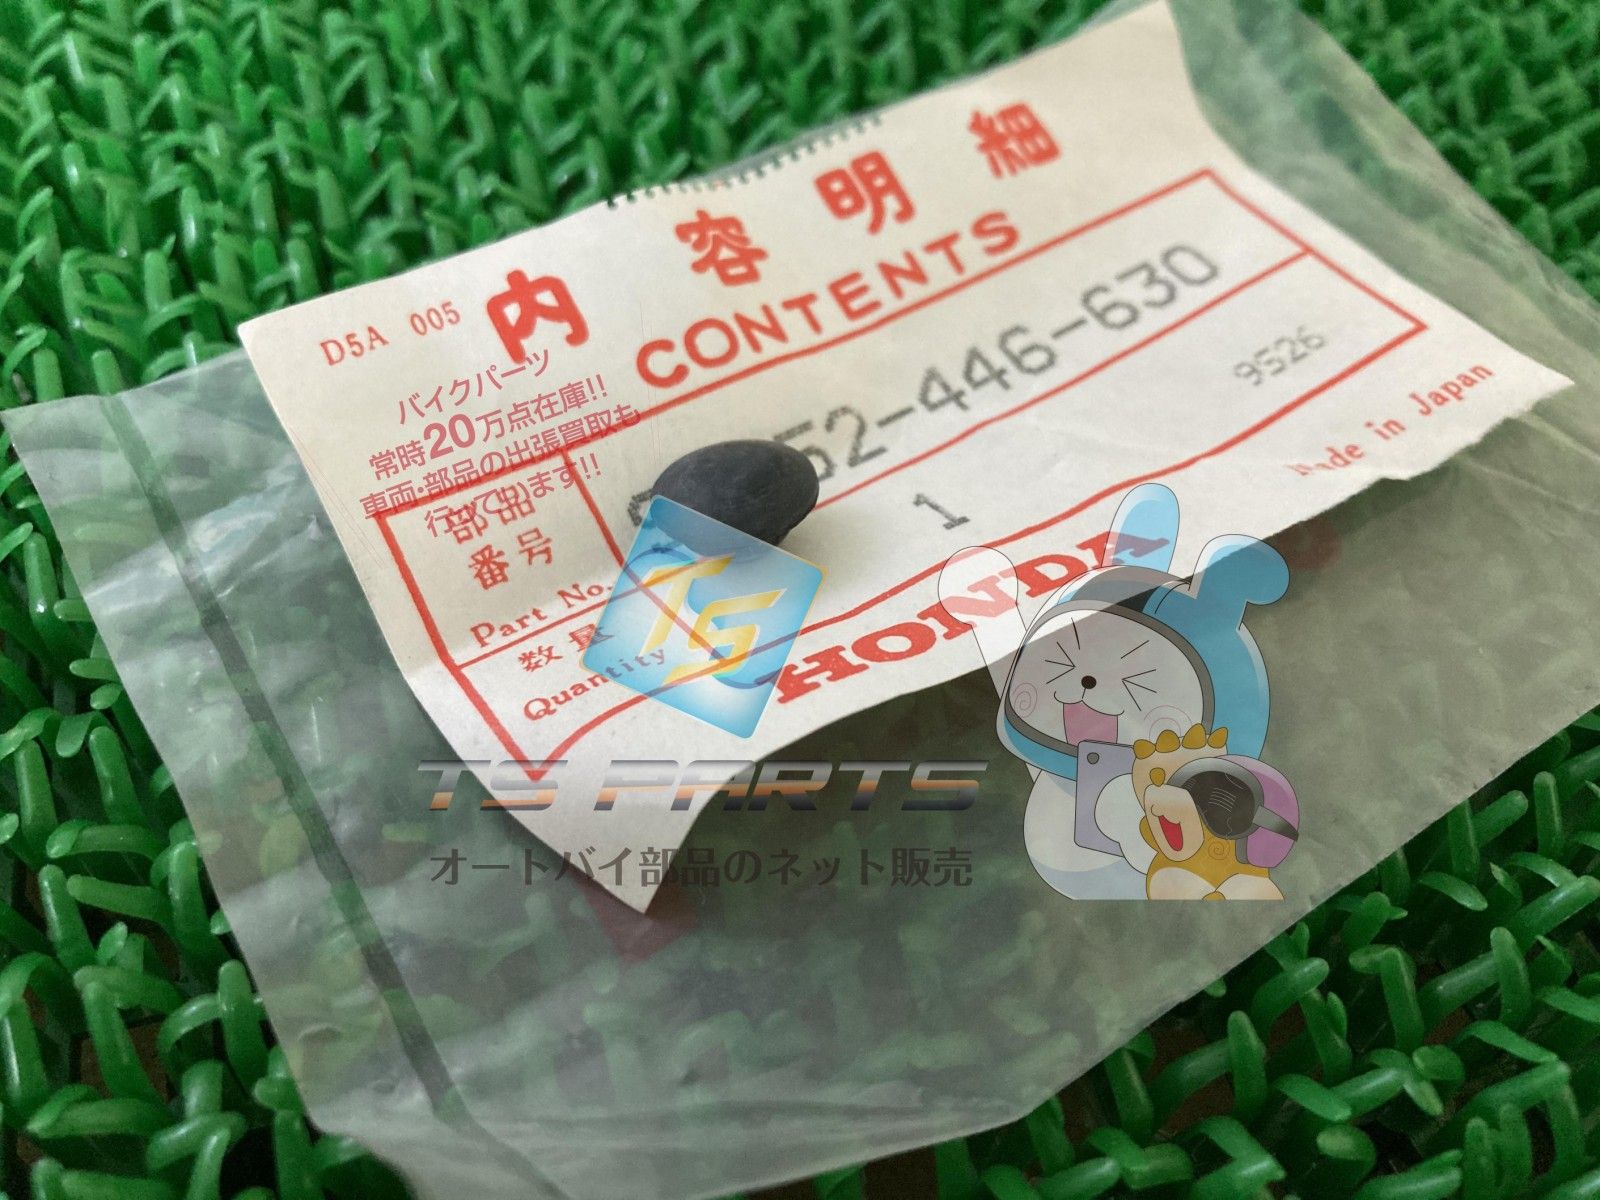 D5A 005
内容明細
CONTENTS
部品
番号
Part No.
52-446-630
数量
Quantity
1
9526
HONDA
Made in Japan
バイクパーツ
常時20万点在庫!!
車両・部品の出張買取も
行っています!!
TS
TS PARTS
オートバイ部品のネット販売